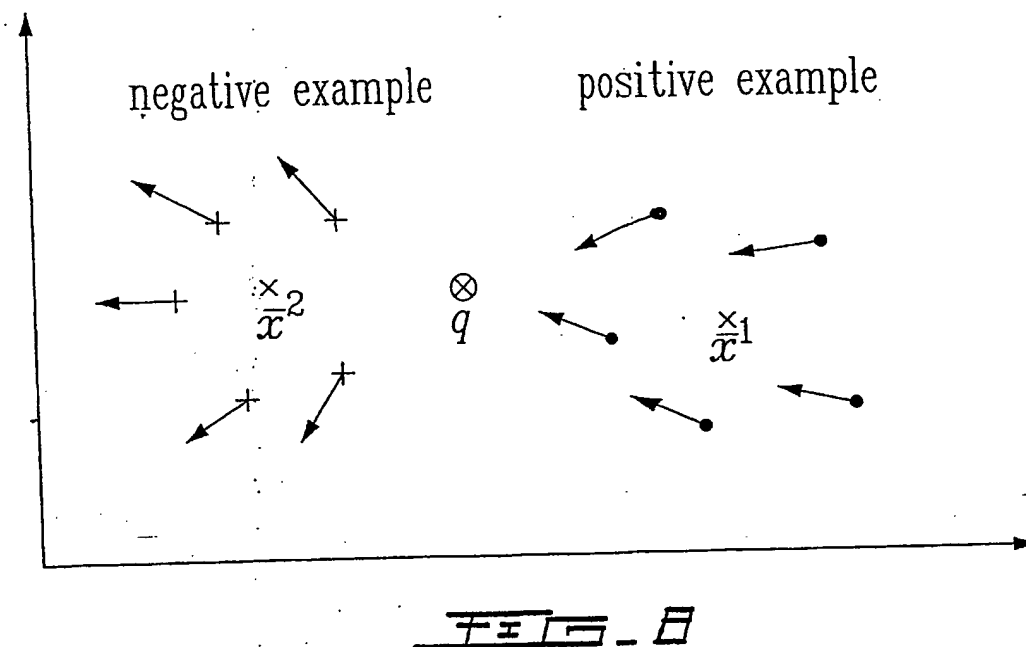 negative example positive example
× ⊗ ×
x̅2 q x̅1
FIG_8